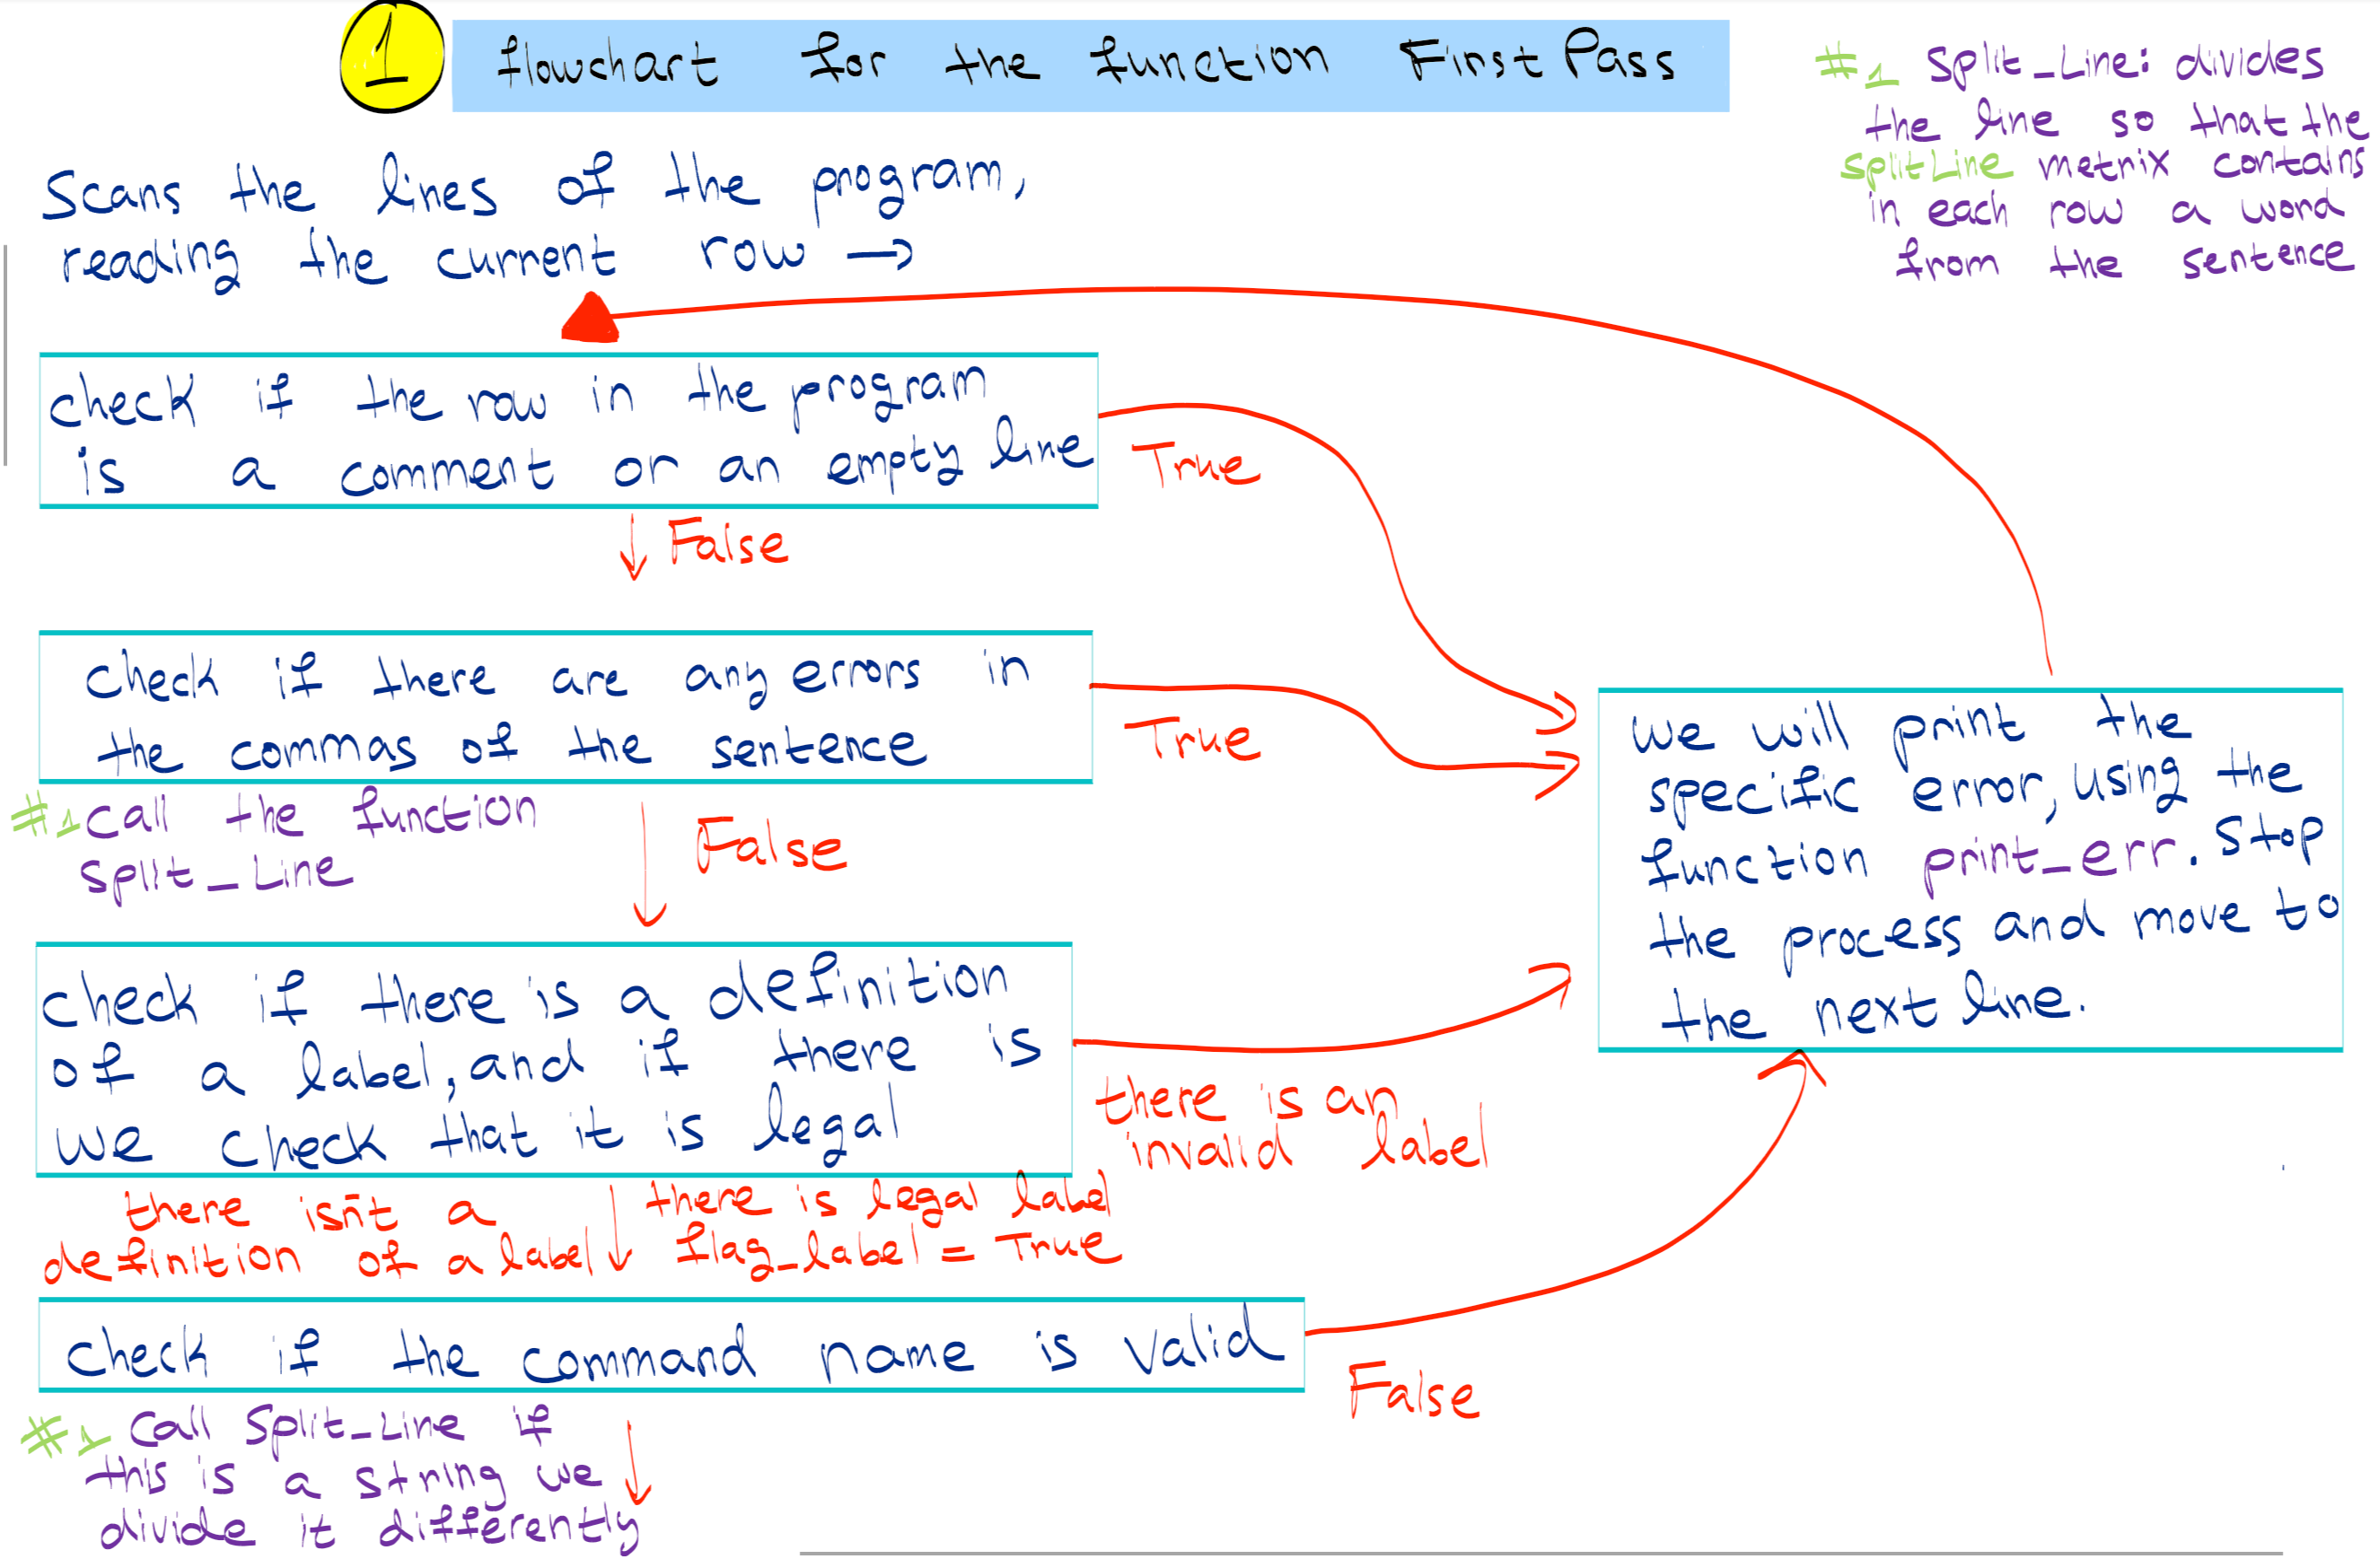 1 flowchart for the function First Pass
#1 Split_Line: divides
the line so that the
splitLine metrix contains
in each row a word
from the sentence
Scans the lines of the program,
reading the current row →
check if the row in the program
is a comment or an empty line
True
↓ False
check if there are any errors in
the commas of the sentence
True
#1 call the function
split_Line
False
we will print the
specific error, using the
function print_err. stop
the process and move to
the next line.
check if there is a definition
of a label, and if there is
we check that it is legal
there is an
invalid label
there isn't a
definition of a label
there is legal label
flag_label = True
check if the command name is valid
False
#1 Call Split_Line if
this is a string we
divide it differently